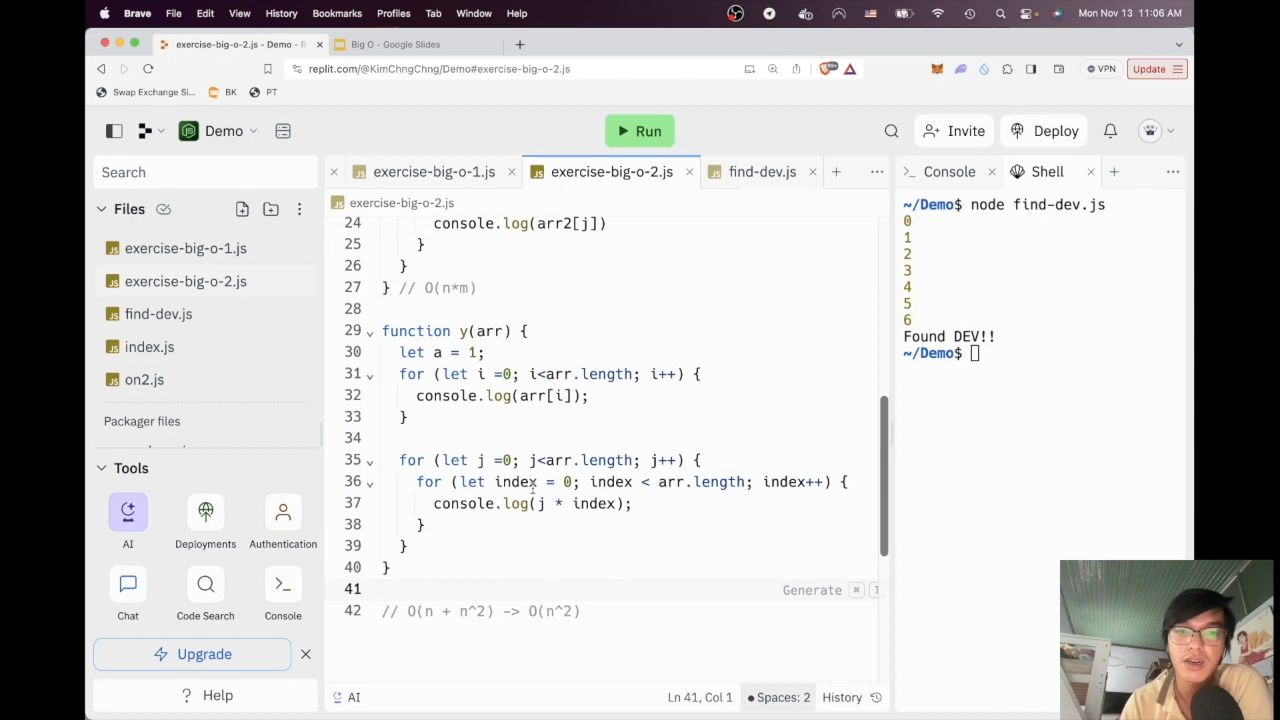 Brave File Edit View History Bookmarks Profiles Tab Window Help Mon Nov 13 11:06 AM
exercise-big-o-2.js - Demo - R Big O - Google Slides
replit.com/@KimChngChng/Demo#exercise-big-o-2.js VPN Update
Swap Exchange Si... BK PT
Demo Run Invite Deploy
Search exercise-big-o-1.js exercise-big-o-2.js find-dev.js Console Shell
Files
exercise-big-o-1.js
exercise-big-o-2.js
find-dev.js
index.js
on2.js
Packager files
Tools
AI Deployments Authentication
Chat Code Search Console
Upgrade
? Help
exercise-big-o-2.js
24 console.log(arr2[j])
25 }
26 }
27 } // O(n*m)
28
29 function y(arr) {
30 let a = 1;
31 for (let i =0; i<arr.length; i++) {
32 console.log(arr[i]);
33 }
34
35 for (let j =0; j<arr.length; j++) {
36 for (let index = 0; index < arr.length; index++) {
37 console.log(j * index);
38 }
39 }
40 }
41 Generate ⌘ I
42 // O(n + n^2) -> O(n^2)
AI Ln 41, Col 1 Spaces: 2 History
~/Demo$ node find-dev.js
0
1
2
3
4
5
6
Found DEV!!
~/Demo$